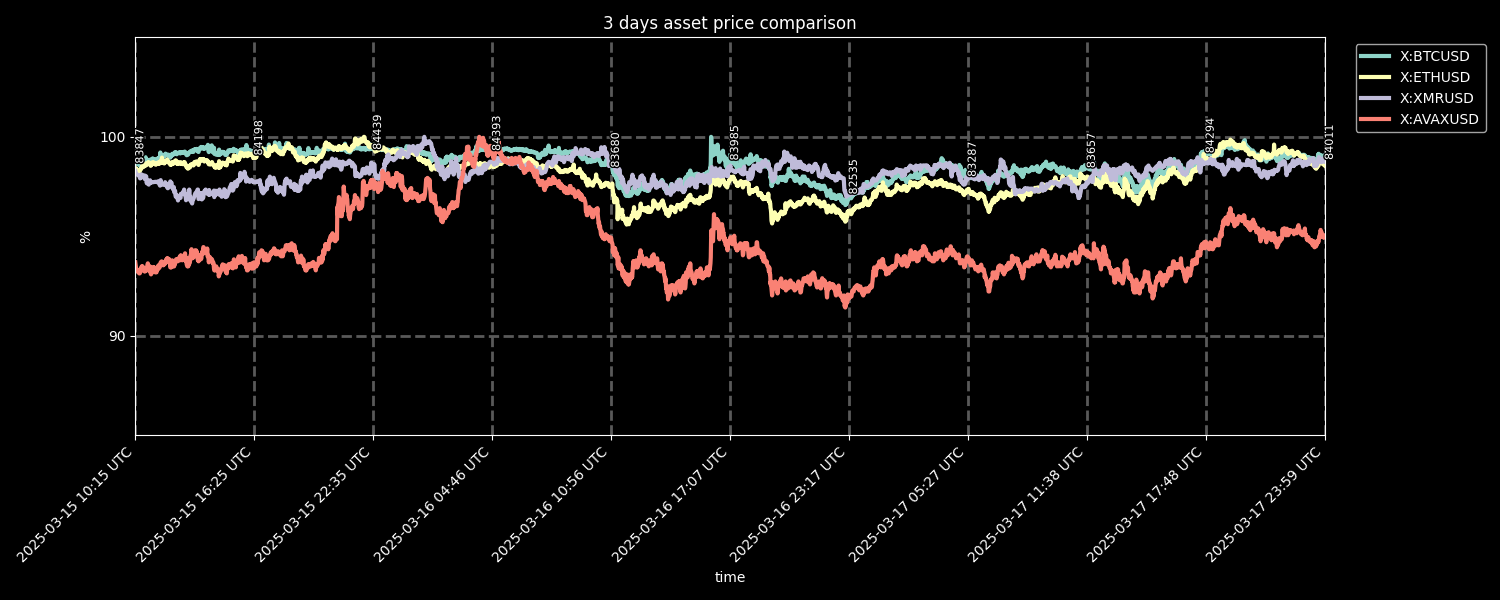 3 days asset price comparison
X:BTCUSD
X:ETHUSD
X:XMRUSD
X:AVAXUSD
100
90
%
83847
84198
84439
84393
83680
83985
82535
83287
83657
84294
84011
2025-03-15 10:15 UTC
2025-03-15 16:25 UTC
2025-03-15 22:35 UTC
2025-03-16 04:46 UTC
2025-03-16 10:56 UTC
2025-03-16 17:07 UTC
2025-03-16 23:17 UTC
2025-03-17 05:27 UTC
2025-03-17 11:38 UTC
2025-03-17 17:48 UTC
2025-03-17 23:59 UTC
time